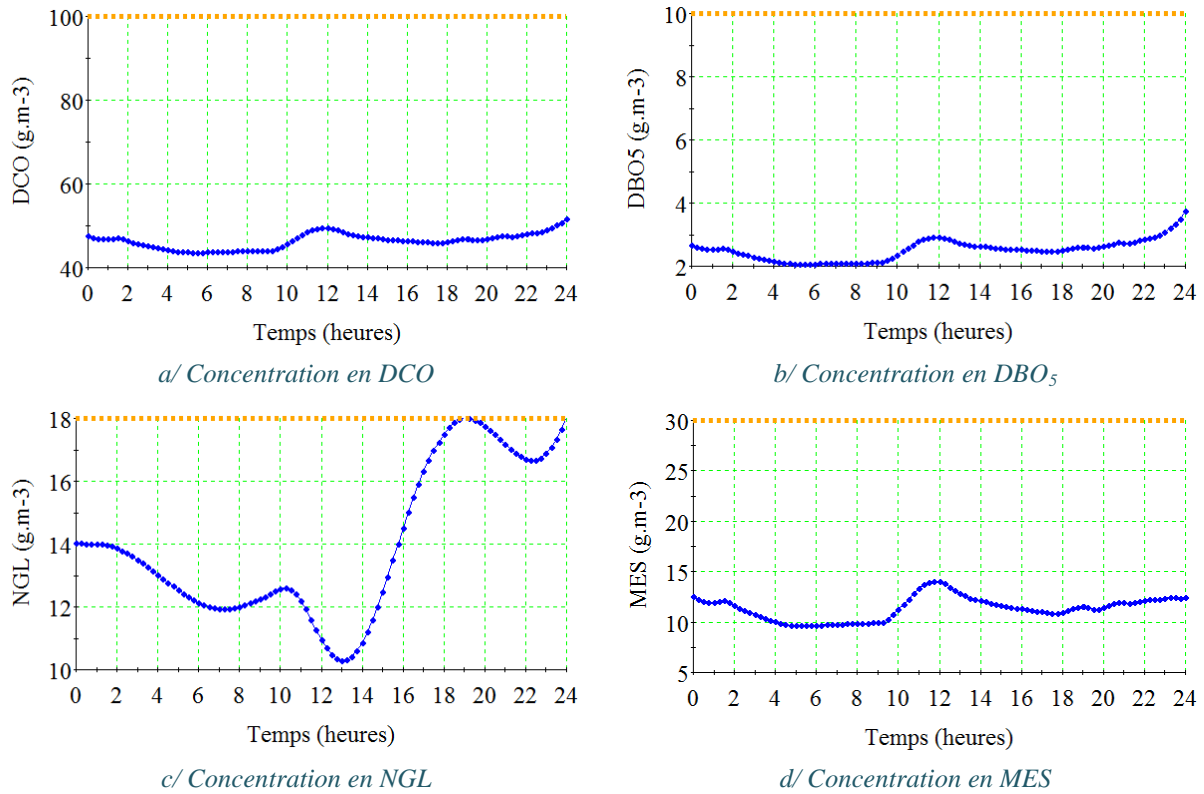 DCO (g.m-3)
100
80
60
40
0 2 4 6 8 10 12 14 16 18 20 22 24
Temps (heures)
a/ Concentration en DCO
DBO5 (g.m-3)
10
8
6
4
2
0 2 4 6 8 10 12 14 16 18 20 22 24
Temps (heures)
b/ Concentration en DBO5
NGL (g.m-3)
18
16
14
12
10
0 2 4 6 8 10 12 14 16 18 20 22 24
Temps (heures)
c/ Concentration en NGL
MES (g.m-3)
30
25
20
15
10
5
0 2 4 6 8 10 12 14 16 18 20 22 24
Temps (heures)
d/ Concentration en MES